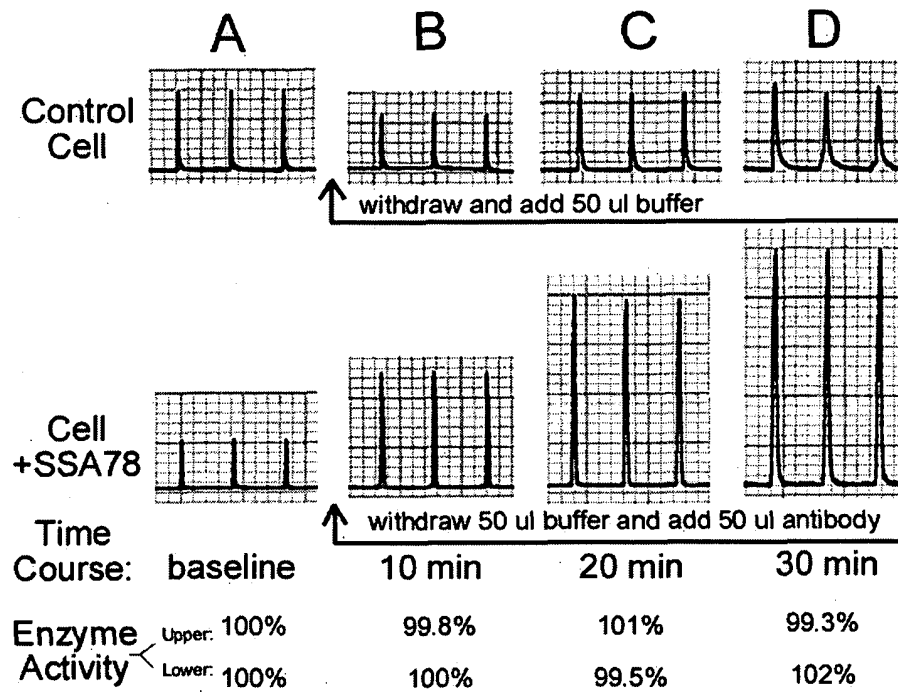 A B C D
Control
Cell
withdraw and add 50 ul buffer
Cell
+SSA78
withdraw 50 ul buffer and add 50 ul antibody
Time
Course: baseline 10 min 20 min 30 min
Enzyme
Activity
Upper: 100% 99.8% 101% 99.3%
Lower: 100% 100% 99.5% 102%